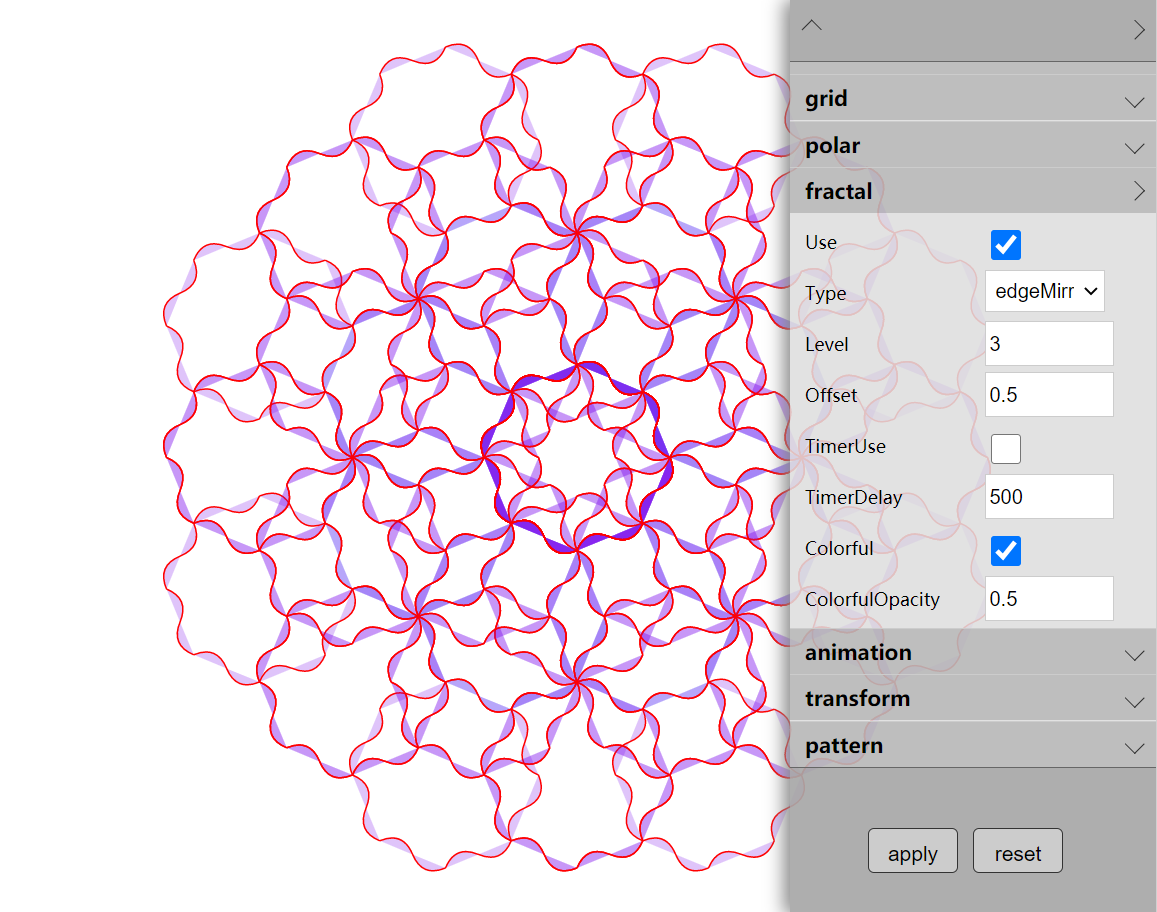 grid
polar
fractal
Use
Type edgeMirr
Level 3
Offset 0.5
TimerUse
TimerDelay 500
Colorful
ColorfulOpacity 0.5
animation
transform
pattern
apply reset